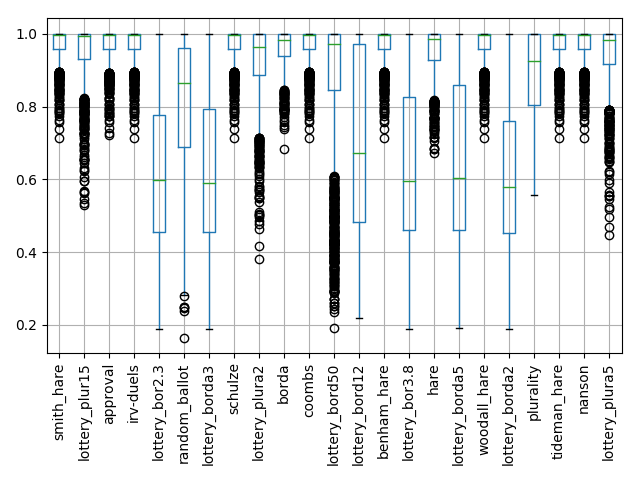 1.0
0.8
0.6
0.4
0.2
smith_hare
lottery_plur15
approval
irv-duels
lottery_bor2.3
random_ballot
lottery_borda3
schulze
lottery_plura2
borda
coombs
lottery_bord50
lottery_bord12
benham_hare
lottery_bor3.8
hare
lottery_borda5
woodall_hare
lottery_borda2
plurality
tideman_hare
nanson
lottery_plura5